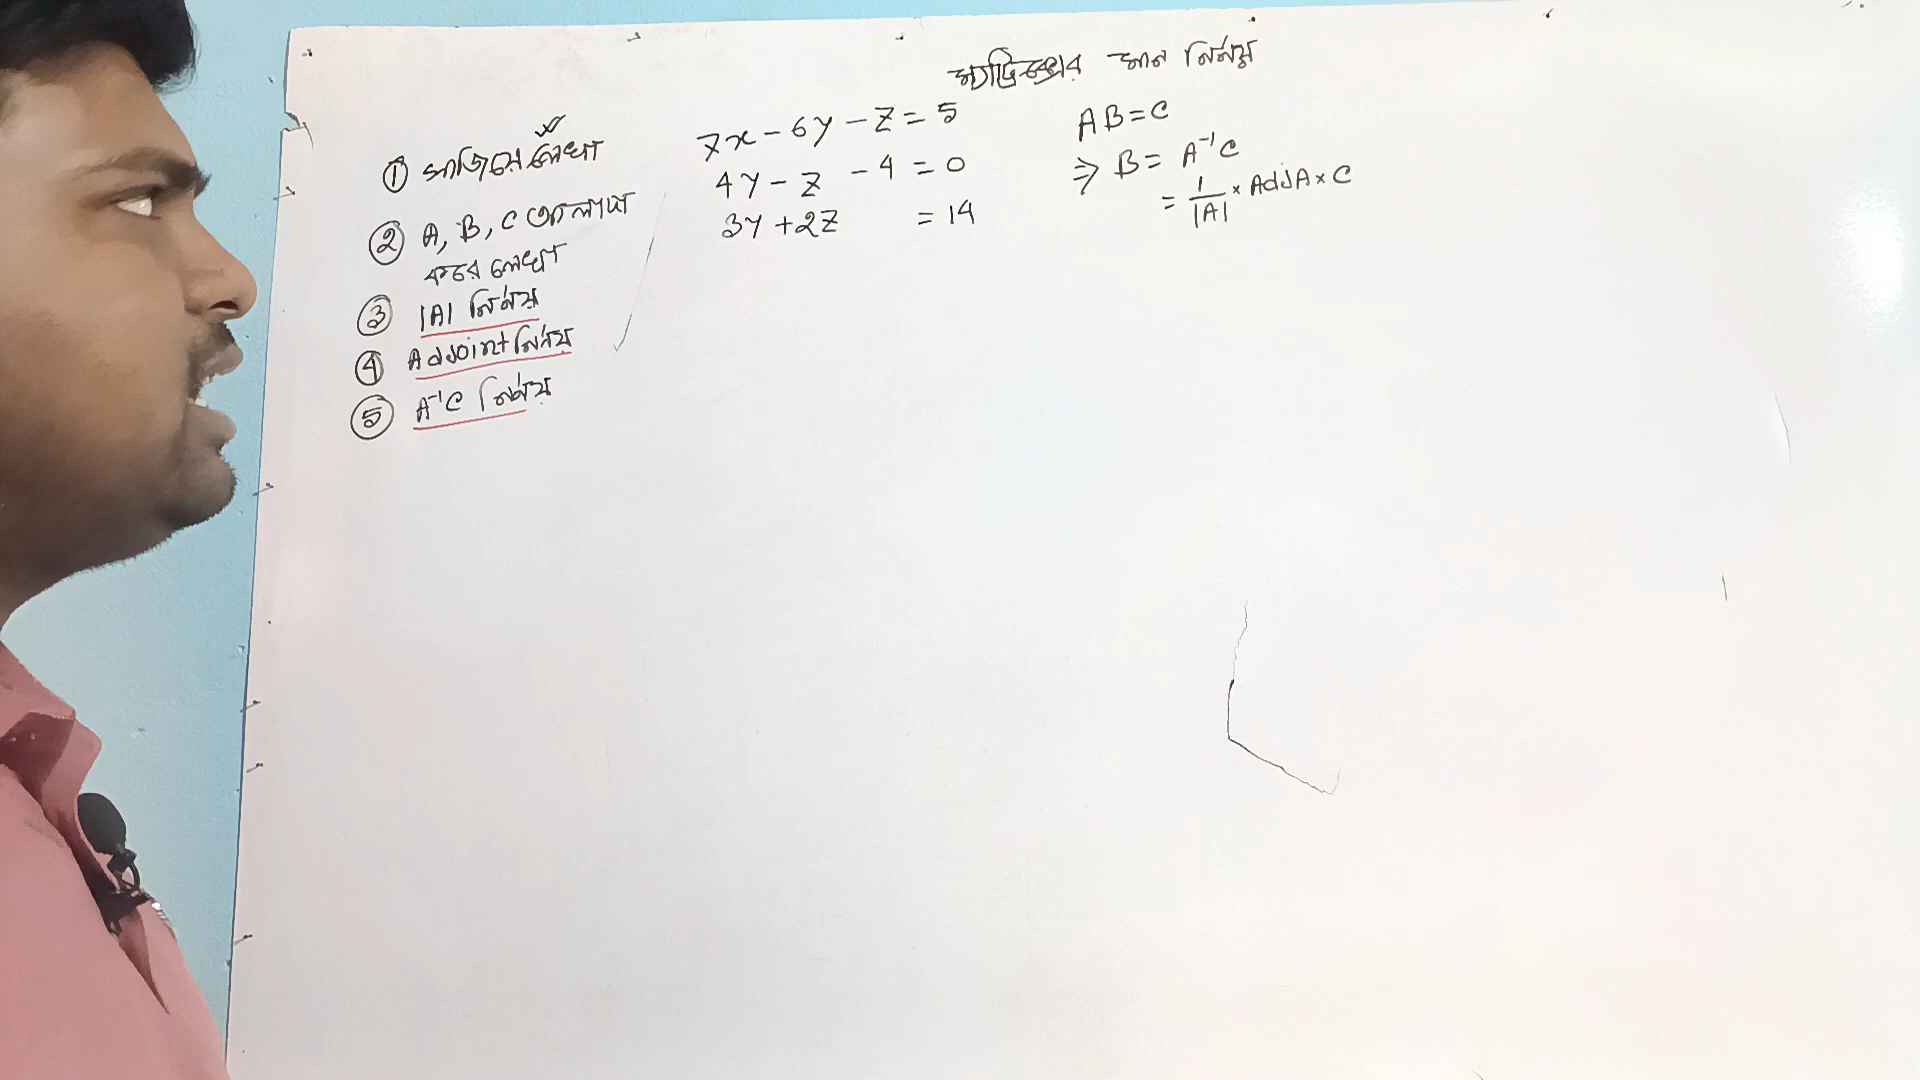 ম্যাট্রিক্সের মান নির্ণয়
① সাজিয়ে লেখা
② A, B, C আলাদা
করে লেখা
③ |A| নির্ণয়
④ Adjoint নির্ণয়
⑤ A⁻¹C নির্ণয়
7x - 6y - z = 5
4y - z - 4 = 0
3y + 2z = 14
AB = C
⇒ B = A⁻¹C
= 1/|A| × AdjA × C